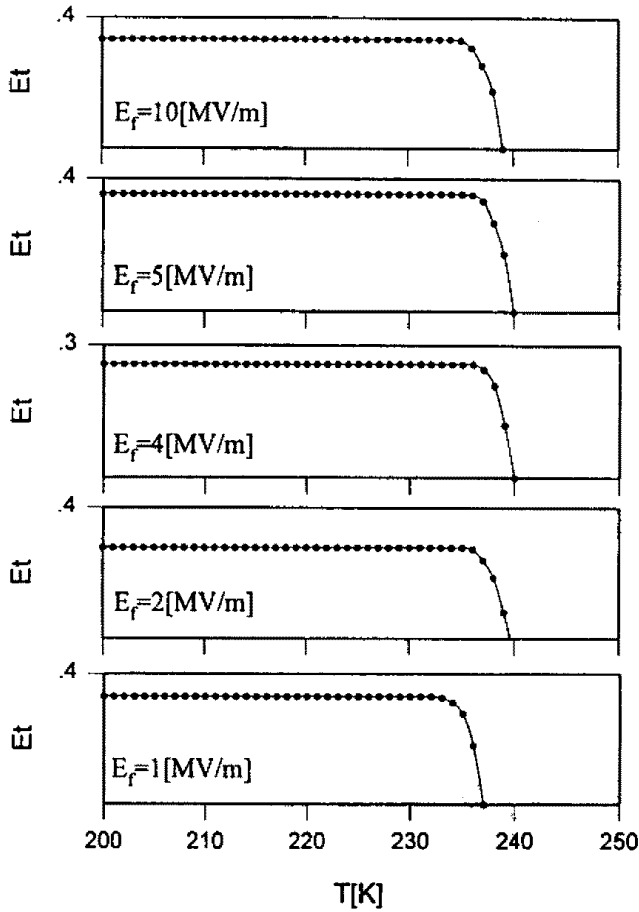 .4
Et
E_f=10[MV/m]
.4
Et
E_f=5[MV/m]
.3
Et
E_f=4[MV/m]
.4
Et
E_f=2[MV/m]
.4
Et
E_f=1[MV/m]
200 210 220 230 240 250
T[K]